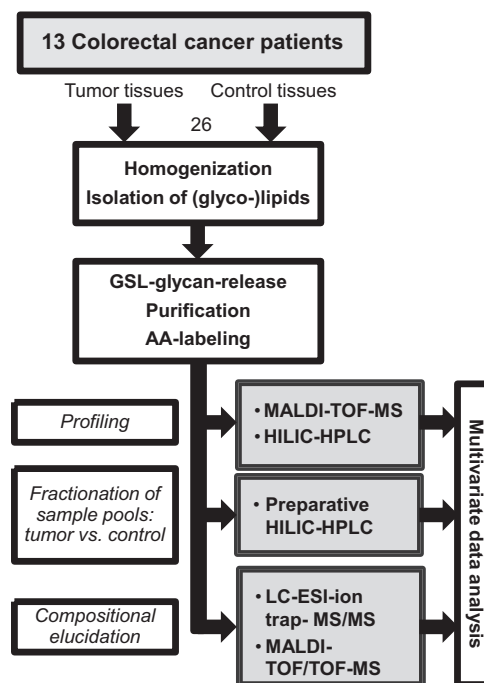 13 Colorectal cancer patients
Tumor tissues Control tissues
26
Homogenization
Isolation of (glyco-)lipids
GSL-glycan-release
Purification
AA-labeling
Profiling
• MALDI-TOF-MS
• HILIC-HPLC
Fractionation of
sample pools:
tumor vs. control
• Preparative
HILIC-HPLC
Compositional
elucidation
• LC-ESI-ion
trap- MS/MS
• MALDI-
TOF/TOF-MS
Multivariate data analysis